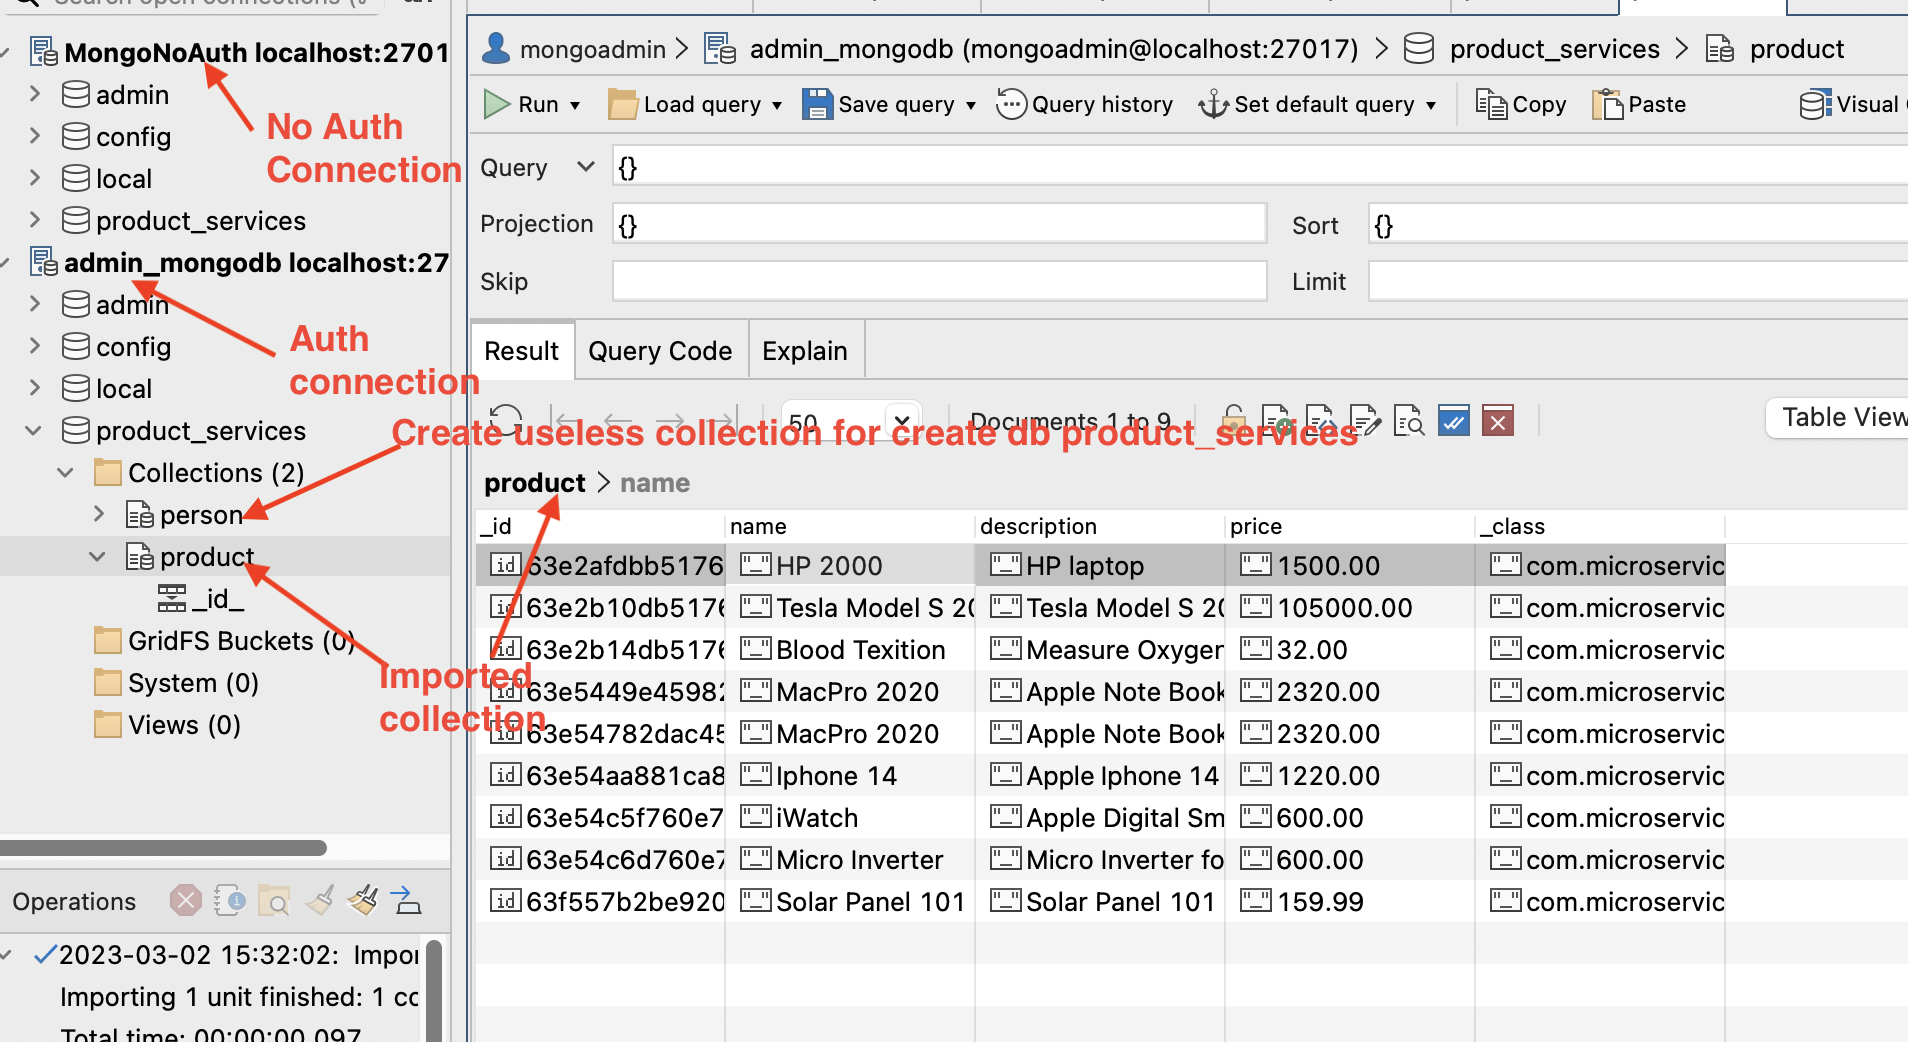 MongoNoAuth localhost:2701
admin
config
local
product_services
admin_mongodb localhost:27
admin
config
local
product_services
Collections (2)
person
product
_id_
GridFS Buckets (0)
System (0)
Views (0)
No Auth
Connection
Auth
connection
Create useless collection for create db product_services
Imported
collection
Operations
2023-03-02 15:32:02: Impor
Importing 1 unit finished: 1 co
Total time: 00:00:00.097
mongoadmin > admin_mongodb (mongoadmin@localhost:27017) > product_services > product
Run Load query Save query Query history Set default query Copy Paste Visual
Query {}
Projection {} Sort {}
Skip Limit
Result Query Code Explain
50 Documents 1 to 9 Table View
product > name
_id name description price _class
63e2afdbb5176 HP 2000 HP laptop 1500.00 com.microservic
63e2b10db5176 Tesla Model S 20 Tesla Model S 20 105000.00 com.microservic
63e2b14db5176 Blood Texition Measure Oxygen 32.00 com.microservic
63e5449e45982 MacPro 2020 Apple Note Book 2320.00 com.microservic
63e54782dac45 MacPro 2020 Apple Note Book 2320.00 com.microservic
63e54aa881ca8 Iphone 14 Apple Iphone 14 1220.00 com.microservic
63e54c5f760e7 iWatch Apple Digital Sm 600.00 com.microservic
63e54c6d760e7 Micro Inverter Micro Inverter fo 600.00 com.microservic
63f557b2be920 Solar Panel 101 Solar Panel 101 159.99 com.microservic